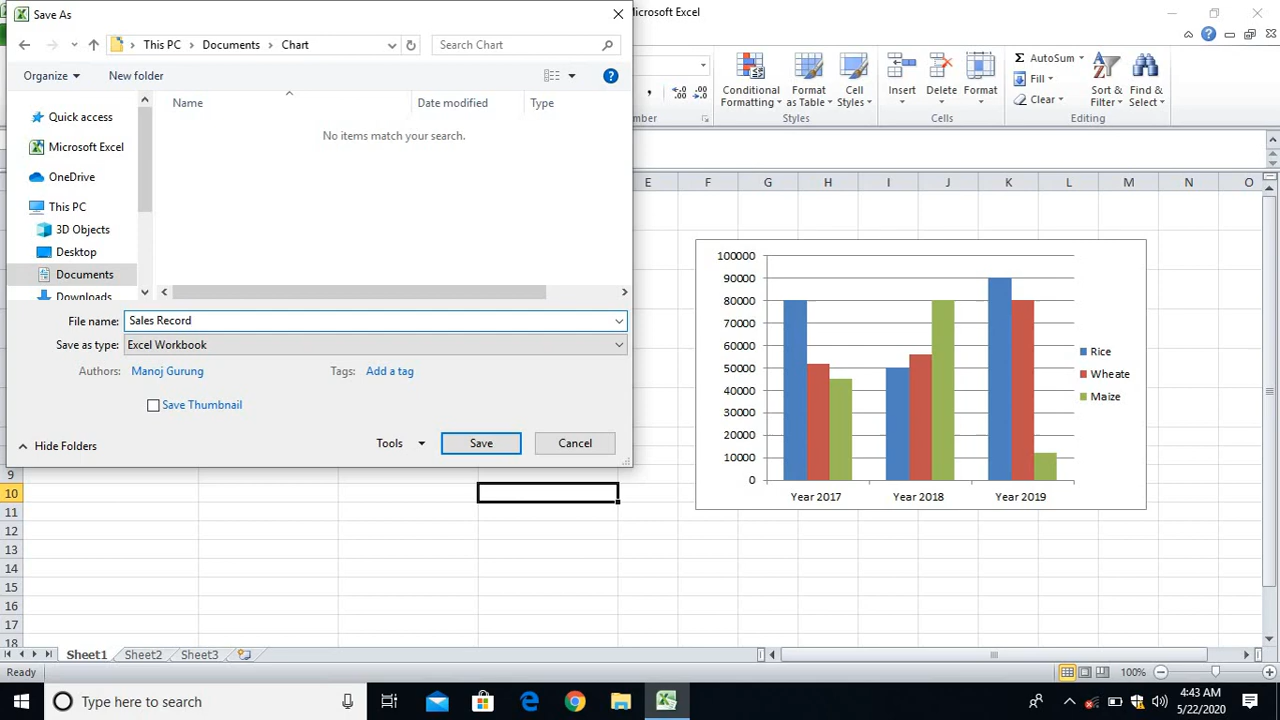 Save As
Microsoft Excel
This PC
Documents
Chart
Search Chart
Organize
New folder
Name
Date modified
Type
No items match your search.
Quick access
Microsoft Excel
OneDrive
This PC
3D Objects
Desktop
Documents
Downloads
File name: Sales Record
Save as type: Excel Workbook
Authors: Manoj Gurung
Tags: Add a tag
Save Thumbnail
Hide Folders
Tools
Save
Cancel
Conditional Formatting
Format as Table
Cell Styles
Insert
Delete
Format
AutoSum
Fill
Clear
Sort & Filter
Find & Select
mber
Styles
Cells
Editing
E F G H I J K L M N O
100000
90000
80000
70000
60000
50000
40000
30000
20000
10000
0
Year 2017 Year 2018 Year 2019
Rice
Wheate
Maize
9
10
11
12
13
14
15
16
17
18
Sheet1 Sheet2 Sheet3
Ready
100%
Type here to search
4:43 AM
5/22/2020